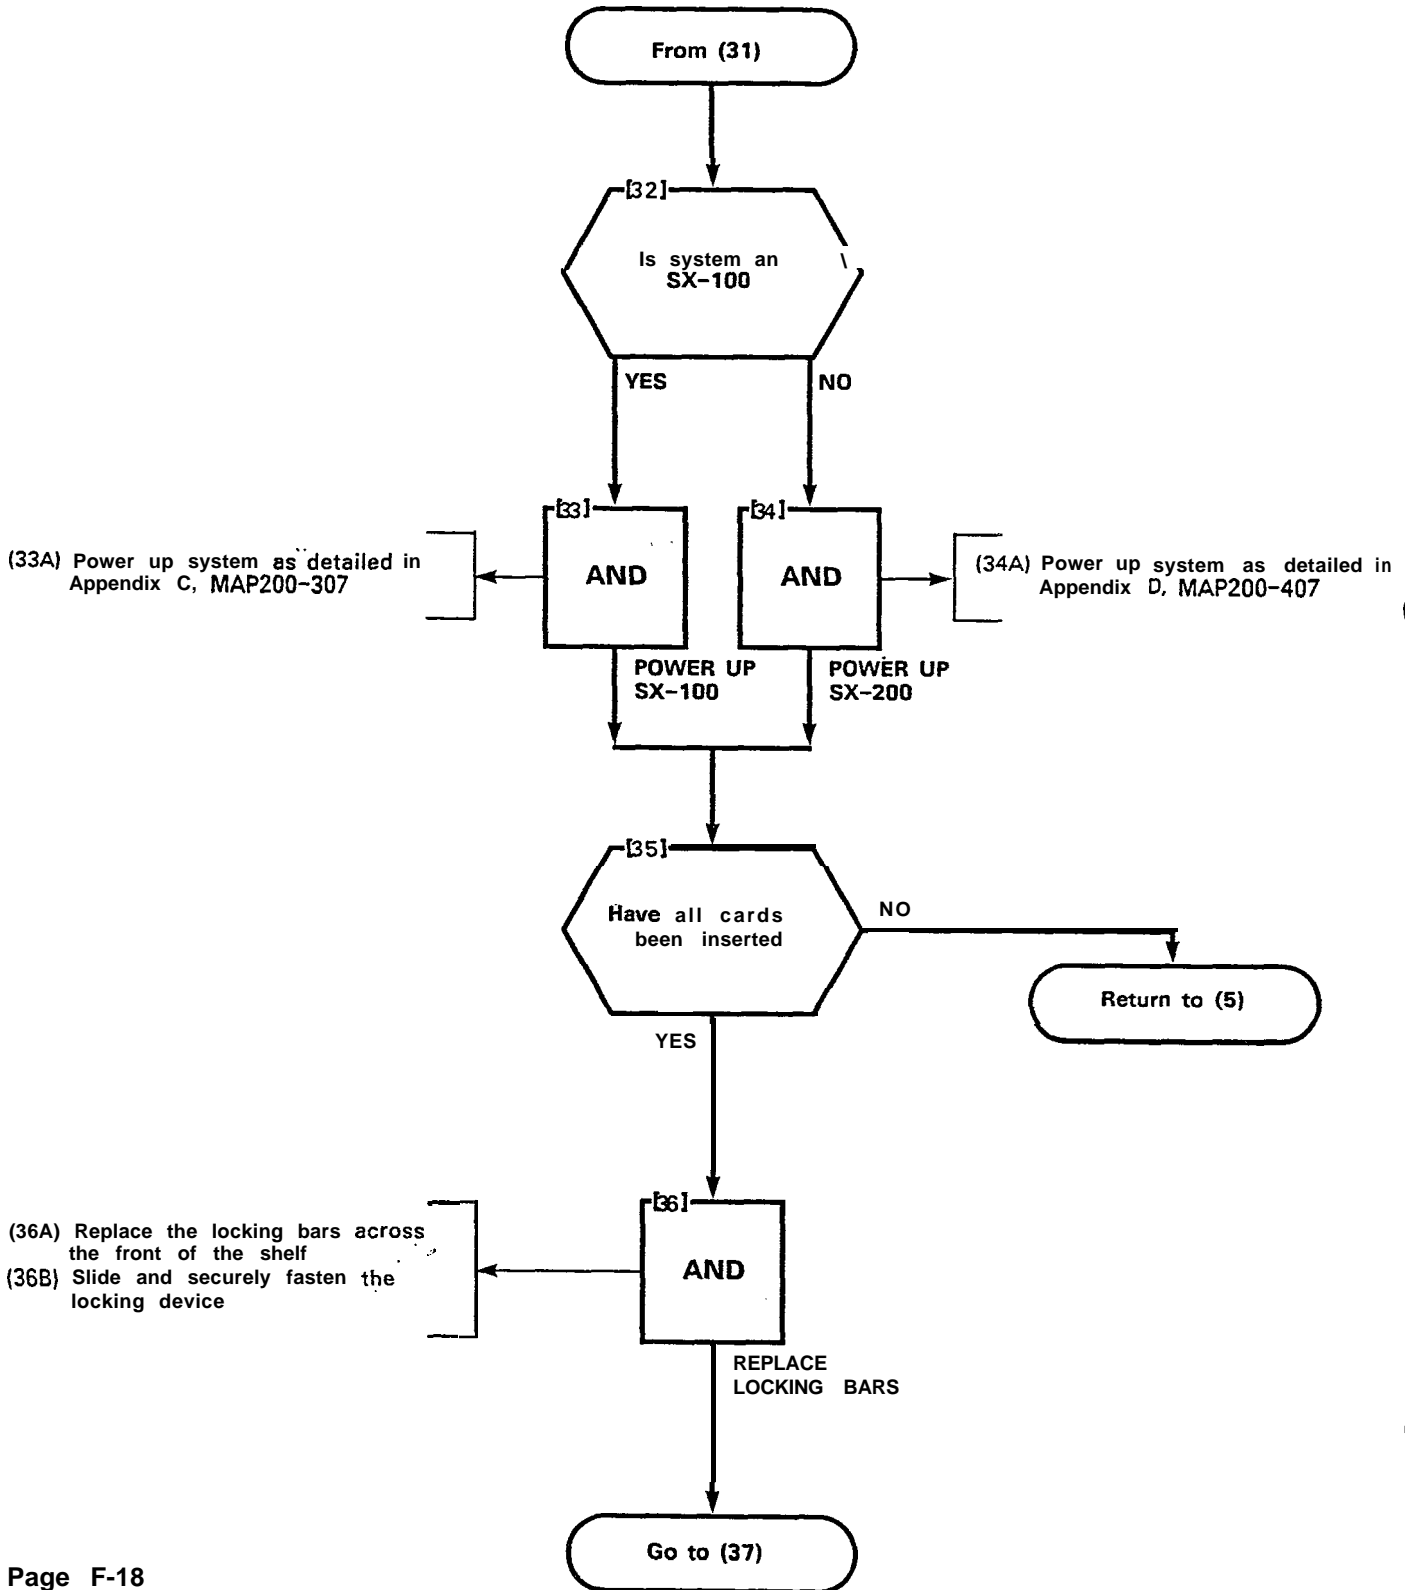 From (31)
[32]
Is system an
SX-100
YES
NO
[33]
[34]
(33A) Power up system as detailed in
Appendix C, MAP200-307
AND
AND
(34A) Power up system as detailed in
Appendix D, MAP200-407
POWER UP
SX-100
POWER UP
SX-200
[35]
Have all cards
been inserted
NO
Return to (5)
YES
[36]
(36A) Replace the locking bars across
the front of the shelf
(36B) Slide and securely fasten the
locking device
AND
REPLACE
LOCKING BARS
Go to (37)
Page F-18